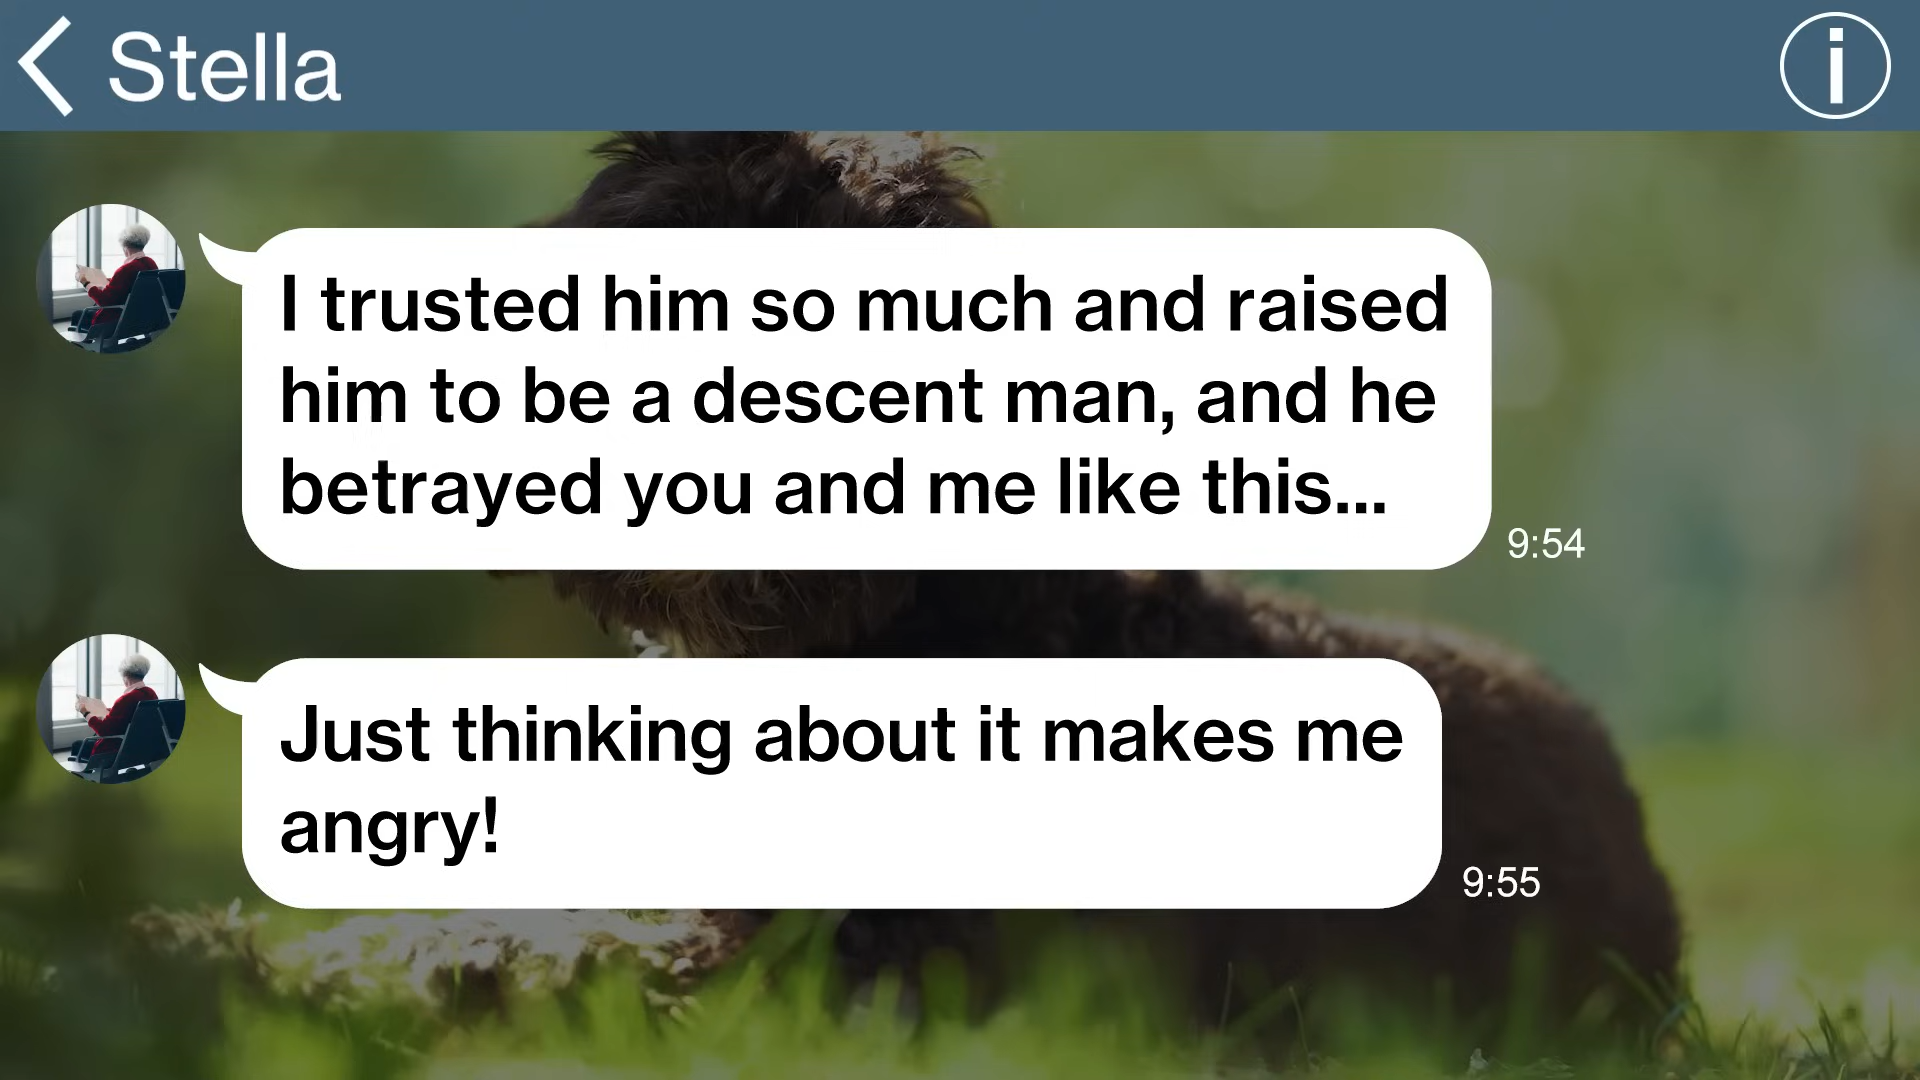 Stella
I trusted him so much and raised
him to be a descent man, and he
betrayed you and me like this...
9:54
Just thinking about it makes me
angry!
9:55